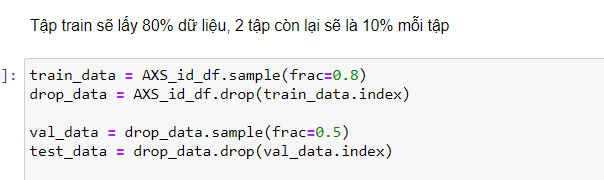 Tập train sẽ lấy 80% dữ liệu, 2 tập còn lại sẽ là 10% mỗi tập
]: train_data = AXS_id_df.sample(frac=0.8)
drop_data = AXS_id_df.drop(train_data.index)
val_data = drop_data.sample(frac=0.5)
test_data = drop_data.drop(val_data.index)